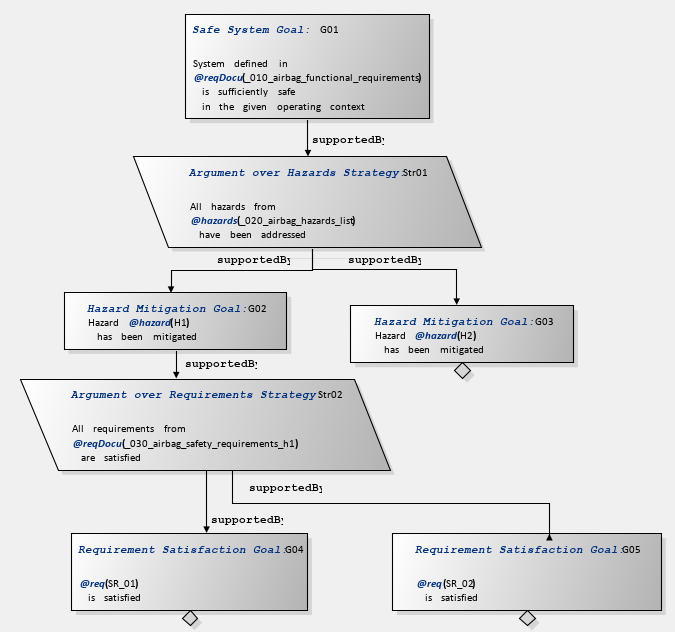 Safe System Goal: G01
System defined in
@reqDocu(_010_airbag_functional_requirements)
is sufficiently safe
in the given operating context
supportedBy
Argument over Hazards Strategy:Str01
All hazards from
@hazards(_020_airbag_hazards_list)
have been addressed
supportedBy supportedBy
Hazard Mitigation Goal:G02
Hazard @hazard(H1)
has been mitigated
Hazard Mitigation Goal:G03
Hazard @hazard(H2)
has been mitigated
supportedBy
Argument over Requirements Strategy Str02
All requirements from
@reqDocu(_030_airbag_safety_requirements_h1)
are satisfied
supportedBy
supportedBy
Requirement Satisfaction Goal:G04
@req(SR_01)
is satisfied
Requirement Satisfaction Goal:G05
@req(SR_02)
is satisfied